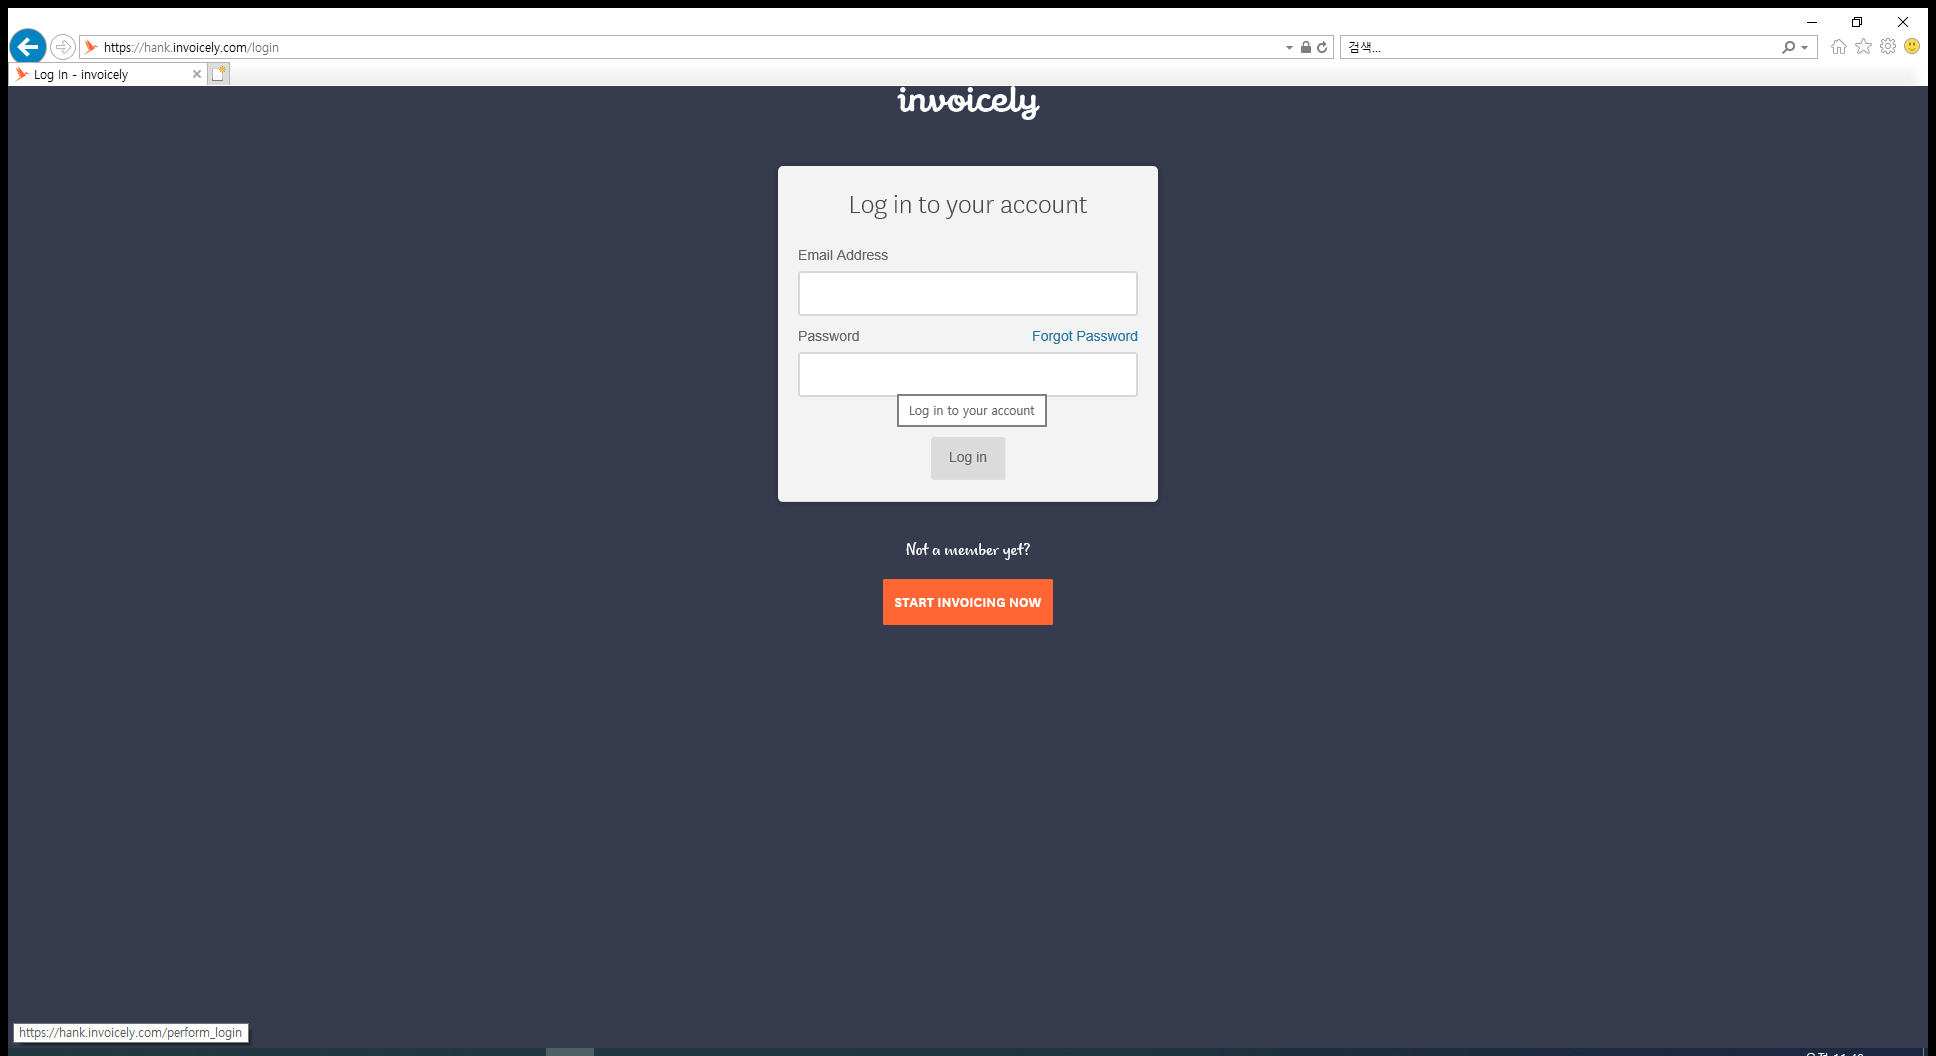 https://hank.invoicely.com/login
검색...
Log In - invoicely
invoicely
Log in to your account
Email Address
Password
Forgot Password
Log in to your account
Log in
Not a member yet?
START INVOICING NOW
https://hank.invoicely.com/perform_login